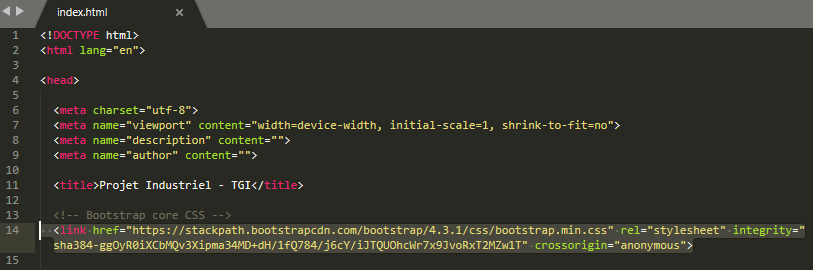 index.html ×
1 <!DOCTYPE html>
2 <html lang="en">
3
4 <head>
5
6 <meta charset="utf-8">
7 <meta name="viewport" content="width=device-width, initial-scale=1, shrink-to-fit=no">
8 <meta name="description" content="">
9 <meta name="author" content="">
10
11 <title>Projet Industriel - TGI</title>
12
13 <!-- Bootstrap core CSS -->
14 <link href="https://stackpath.bootstrapcdn.com/bootstrap/4.3.1/css/bootstrap.min.css" rel="stylesheet" integrity="
sha384-ggOyR0iXCbMQv3Xipma34MD+dH/1fQ784/j6cY/iJTQUOhcWr7x9JvoRxT2MZw1T" crossorigin="anonymous">
15